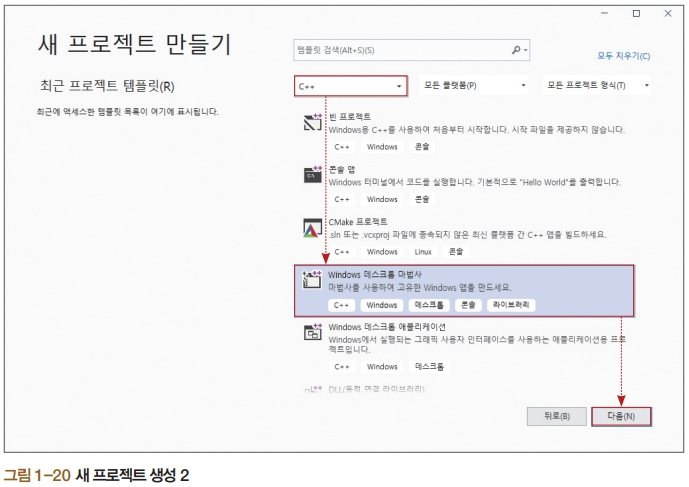 새 프로젝트 만들기
템플릿 검색(Alt+S)(S)
모두 지우기(C)
최근 프로젝트 템플릿(R)
C++
모든 플랫폼(P)
모든 프로젝트 형식(T)
최근에 액세스한 템플릿 목록이 여기에 표시됩니다.
빈 프로젝트
Windows용 C++를 사용하여 처음부터 시작합니다. 시작 파일을 제공하지 않습니다.
C++ Windows 콘솔
콘솔 앱
Windows 터미널에서 코드를 실행합니다. 기본적으로 "Hello World"를 출력합니다.
C++ Windows 콘솔
CMake 프로젝트
.sln 또는 .vcxproj 파일에 종속되지 않은 최신 플랫폼 간 C++ 앱을 빌드하세요.
C++ Windows Linux 콘솔
Windows 데스크톱 마법사
마법사를 사용하여 고유한 Windows 앱을 만드세요.
C++ Windows 데스크톱 콘솔 라이브러리
Windows 데스크톱 애플리케이션
Windows에서 실행되는 그래픽 사용자 인터페이스를 사용하는 애플리케이션용 프로
젝트입니다.
C++ Windows 데스크톱
DLL(동적 연결 라이브러리)
뒤로(B)
다음(N)
그림 1-20 새 프로젝트 생성 2